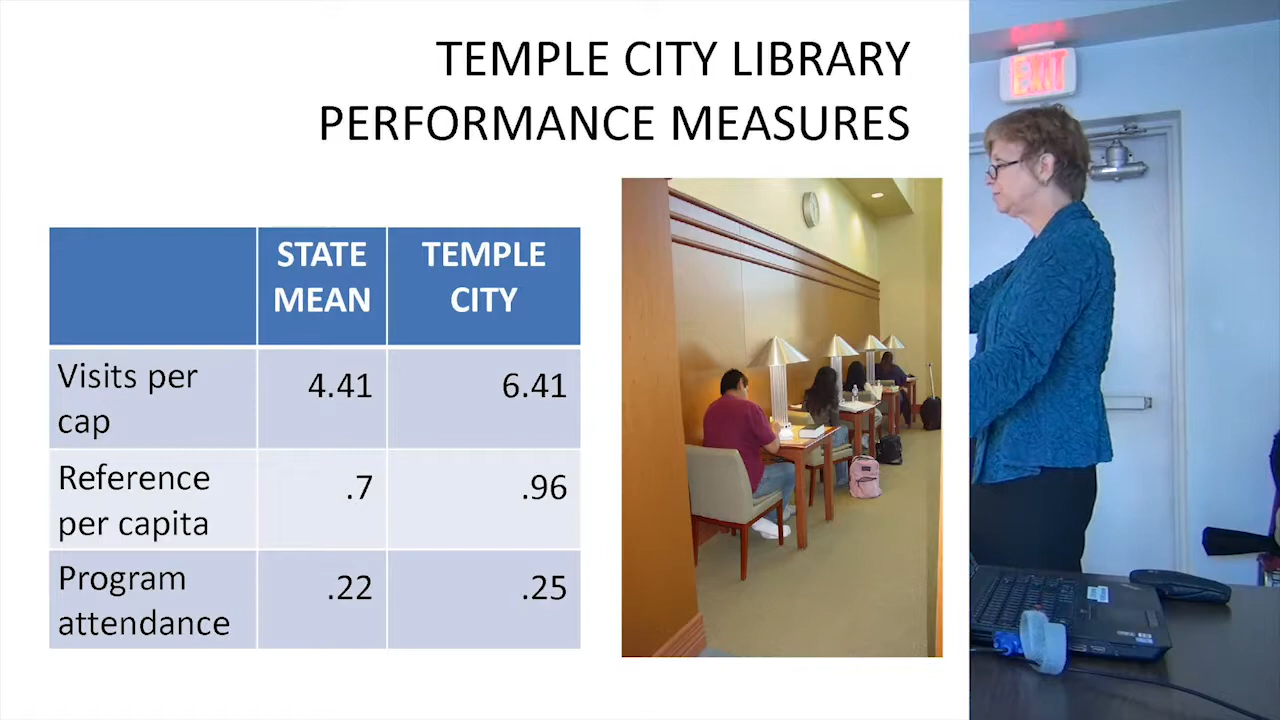 TEMPLE CITY LIBRARY
PERFORMANCE MEASURES
STATE
MEAN
TEMPLE
CITY
Visits per
cap
4.41
6.41
Reference
per capita
.7
.96
Program
attendance
.22
.25
EXIT